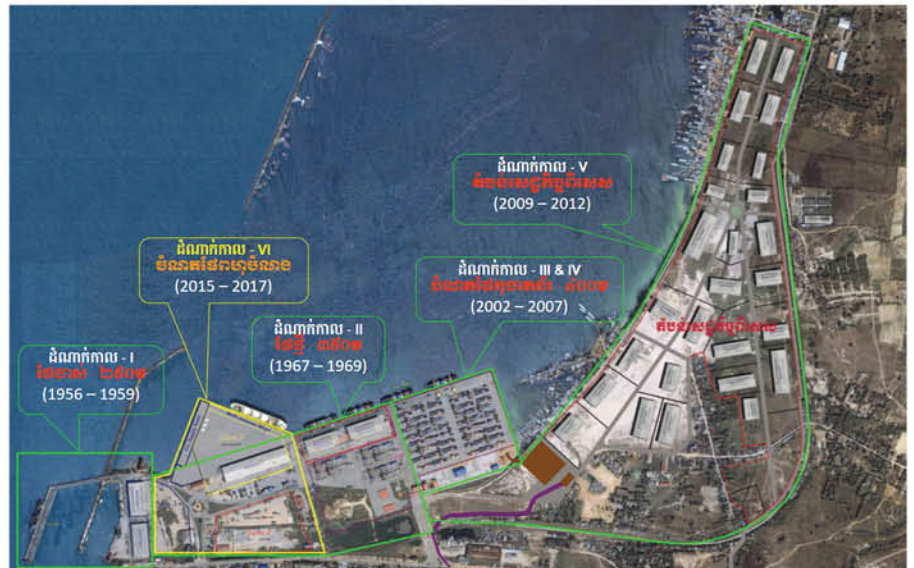 ដំណាក់កាល - V
តំបន់សេដ្ឋកិច្ចពិសេស
(2009 – 2012)
ដំណាក់កាល - VI
ចំណតផែពហុបំណង
(2015 – 2017)
ដំណាក់កាល - III & IV
ចំណតផែកុងតឺន័រ ៤០០ម
(2002 – 2007)
ដំណាក់កាល - II
ផែថ្មី - ៣៥០ម
(1967 – 1969)
ដំណាក់កាល - I
ផែចាស់ - ២៩០ម
(1956 – 1959)
តំបន់សេដ្ឋកិច្ចពិសេស